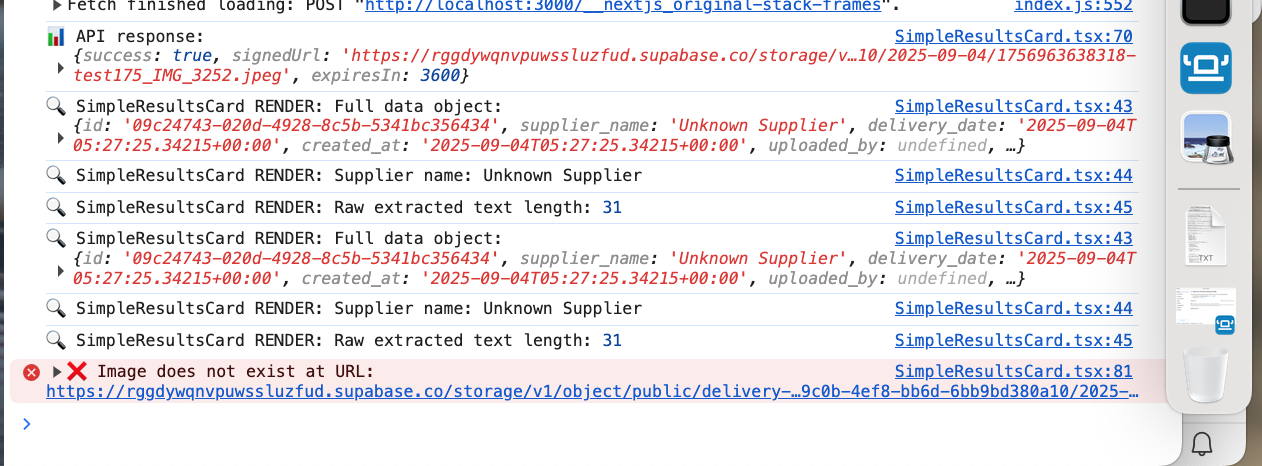 ▶Fetch finished loading: POST "http://localhost:3000/__nextjs_original-stack-frames". index.js:552
📊 API response: SimpleResultsCard.tsx:70
{success: true, signedUrl: 'https://rggdywqnvpuwssluzfud.supabase.co/storage/v…10/2025-09-04/1756963638318-
▶ test175_IMG_3252.jpeg', expiresIn: 3600}
🔍 SimpleResultsCard RENDER: Full data object: SimpleResultsCard.tsx:43
{id: '09c24743-020d-4928-8c5b-5341bc356434', supplier_name: 'Unknown Supplier', delivery_date: '2025-09-04T
▶ 05:27:25.34215+00:00', created_at: '2025-09-04T05:27:25.34215+00:00', uploaded_by: undefined, …}
🔍 SimpleResultsCard RENDER: Supplier name: Unknown Supplier SimpleResultsCard.tsx:44
🔍 SimpleResultsCard RENDER: Raw extracted text length: 31 SimpleResultsCard.tsx:45
🔍 SimpleResultsCard RENDER: Full data object: SimpleResultsCard.tsx:43
{id: '09c24743-020d-4928-8c5b-5341bc356434', supplier_name: 'Unknown Supplier', delivery_date: '2025-09-04T
▶ 05:27:25.34215+00:00', created_at: '2025-09-04T05:27:25.34215+00:00', uploaded_by: undefined, …}
🔍 SimpleResultsCard RENDER: Supplier name: Unknown Supplier SimpleResultsCard.tsx:44
🔍 SimpleResultsCard RENDER: Raw extracted text length: 31 SimpleResultsCard.tsx:45
▶❌ Image does not exist at URL: SimpleResultsCard.tsx:81
https://rggdywqnvpuwssluzfud.supabase.co/storage/v1/object/public/delivery-…9c0b-4ef8-bb6d-6bb9bd380a10/2025-…
TXT